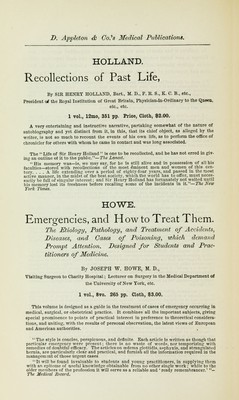 D. Appleton & Co.'s Medical Publications.
HOLLAND.
Recollections of Past Life,
By SIR HENRY HOLLAND, Bart., M. D., F. R. S., K. C. B., etc.,
President of the Royal Institution of Great Britain, Physician-in-Ordinary to the Queen,
etc., etc.
1 vol., 12mo, 351 pp. Price, Cloth, $2.00.
A very entertaining and instructive narrative, partaking somewhat of the nature of
autobiography and yet distinct from it, in this, that its chief object, as alleged by the
writer, is not so much to recount the events of his own life, as to perform the office of
chronicler for others with whom he came in contact and was long associated.
The "Life of Sir Henry Holland" is one to be recollected, and he has not erred in giv-
ing an outline of it to the public."—The Lancet.
"His memory was—is, we may say, for he is still alive and in possession of all his
faculties—stored with recollections of the most eminent men and women of this cen-
tury. . . . A life extending over a period of eighty-four years, and passed in the most
active manner, in the midst of the best society, which the world has to offer, must neces-
sarily be full of singular interest; and Sir Henry Holland has fortunately not waited until
his memory lost its freshness before recalling some of the incidents in it."—The New
York Times.
HOWE.
Emergencies, and How to Treat Them.
The Etiology, Pathology, and Treatment of Accidents,
Diseases, and Cases of Poisoning, which demand
Prompt Attention. Designed for Students and Prac-
titioners of Medicine.
By JOSEPH W. HOWE, M. D.,
Visiting Surgeon to Charity Hospital; Lecturer on Surgery in the Medical Department of
the University of New York, etc.
1 vol., 8vo. 265 pp. Cloth, $3.00.
This volume is designed as a guide in the treatment of cases of emergency occurring in
medical, surgical, or obstetrical practice. It combines all the important subjects, giving
special prominence to points of practical interest in preference to theoretical considera-
tions, and uniting, with the results of personal observation, the latest views of European
and American authorities.
"The style is concise, perspicuous, and definite. Each article is written as though that
particular emergency were present; there is no waste of words, nor temporizing with
remedies of doubtful efficacy. The articles on œdema glottidis, asphyxia, and strangulated
hernia, are particularly clear and practical, and furnish all the information required in the
management of those urgent cases.
"It will be found invaluable to students and young practitioners, in supplying them
with an epitome of useful knowledge obtainable from no other single work; while to the
older members of the profession it will serve as a reliable and 'ready remembrancer.'"—
The Medical Record.